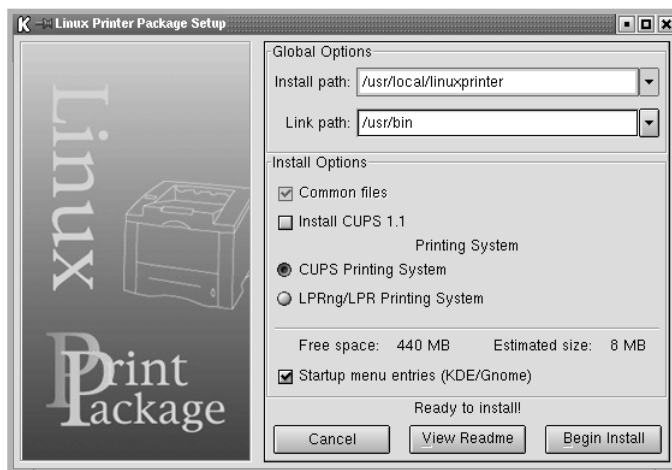 Linux Printer Package Setup
Linux
Print
Package
Global Options
Install path: /usr/local/linuxprinter
Link path: /usr/bin
Install Options
Common files
Install CUPS 1.1
Printing System
CUPS Printing System
LPRng/LPR Printing System
Free space: 440 MB Estimated size: 8 MB
Startup menu entries (KDE/Gnome)
Ready to install!
Cancel View Readme Begin Install